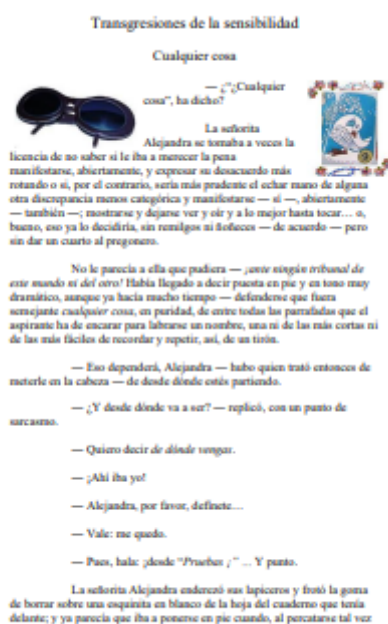 Transgresiones de la sensibilidad
Cualquier cosa
— ¿“¿Cualquier
cosa”, ha dicho?
La señorita
Alejandra se tomaba a veces la
licencia de no saber si le iba a merecer la pena
manifestarse, abiertamente, y expresar su desacuerdo más
rotundo o si, por el contrario, sería más prudente el echar mano de alguna
otra discrepancia menos categórica y manifestarse — sí —, abiertamente
— también —; mostrarse y dejarse ver y oír y a lo mejor hasta tocar… o,
bueno, eso ya lo decidiría, sin remilgos ni ñoñeces — de acuerdo — pero
sin dar un cuarto al pregonero.
No le parecía a ella que pudiera — ¡ante ningún tribunal de
este mundo ni del otro! Había llegado a decir puesta en pie y en tono muy
dramático, aunque ya hacía mucho tiempo — defenderse que fuera
semejante cualquier cosa, en puridad, de entre todas las parrafadas que el
aspirante ha de encarar para labrarse un nombre, una ni de las más cortas ni
de las más fáciles de recordar y repetir, así, de un tirón.
— Eso dependerá, Alejandra — hubo quien trató entonces de
meterle en la cabeza — de desde dónde estés partiendo.
— ¿Y desde dónde va a ser? — replicó, con un punto de
sarcasmo.
— Quiero decir de dónde vengas.
— ¡Ahí iba yo!
— Alejandra, por favor, defínete…
— Vale: me quedo.
— Pues, hala: ¡desde “Pruebas ¡” ... Y punto.
La señorita Alejandra enderezó sus lapiceros y frotó la goma
de borrar sobre una esquinita en blanco de la hoja del cuaderno que tenía
delante; y ya parecía que iba a ponerse en pie cuando, al percatarse tal vez